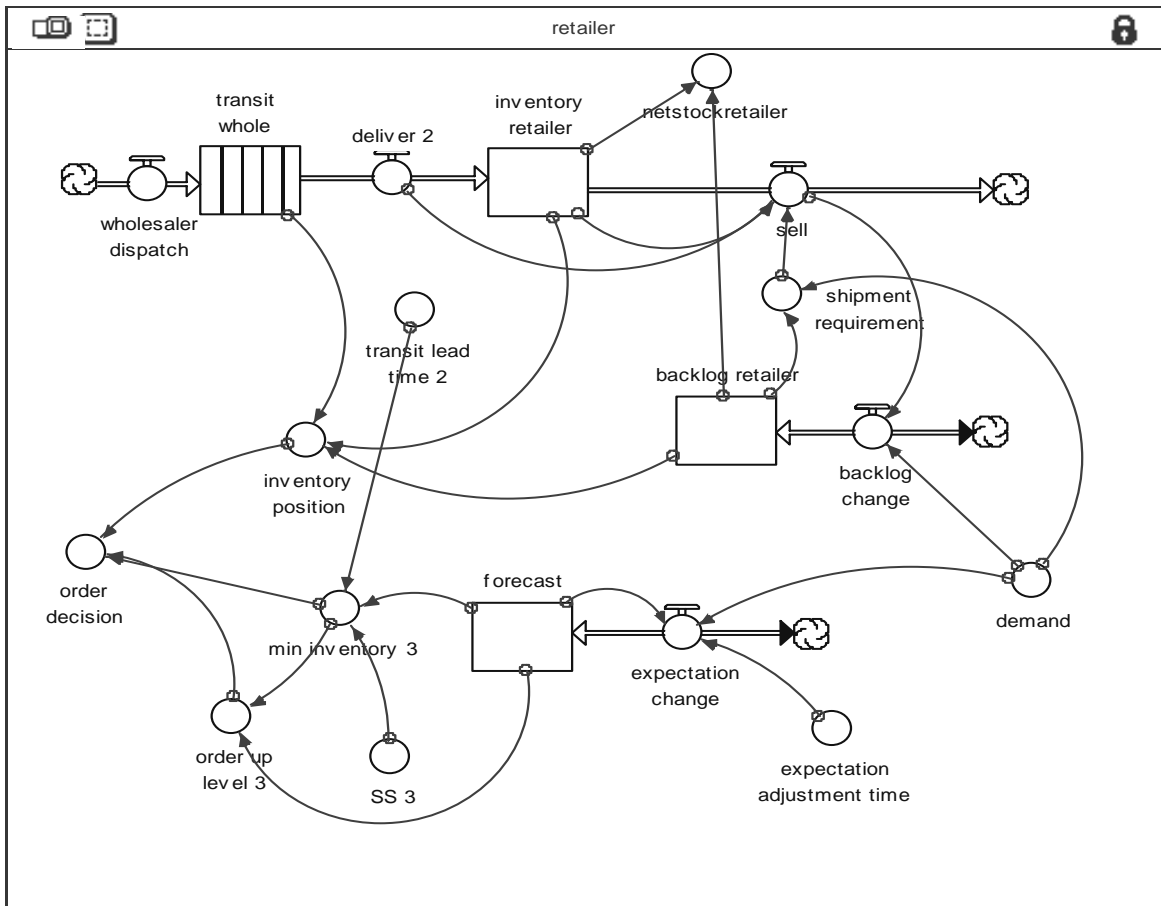 retailer
transit
whole
deliver 2
inventory
retailer
netstockretailer
wholesaler
dispatch
sell
shipment
requirement
transit lead
time 2
backlog retailer
inventory
position
backlog
change
order
decision
forecast
demand
min inventory 3
expectation
change
order up
level 3
SS 3
expectation
adjustment time